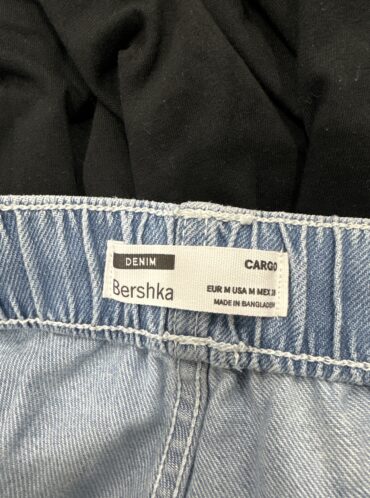 DENIM
CARGO
Bershka
EUR M USA M MEX
MADE IN BANGLADESH